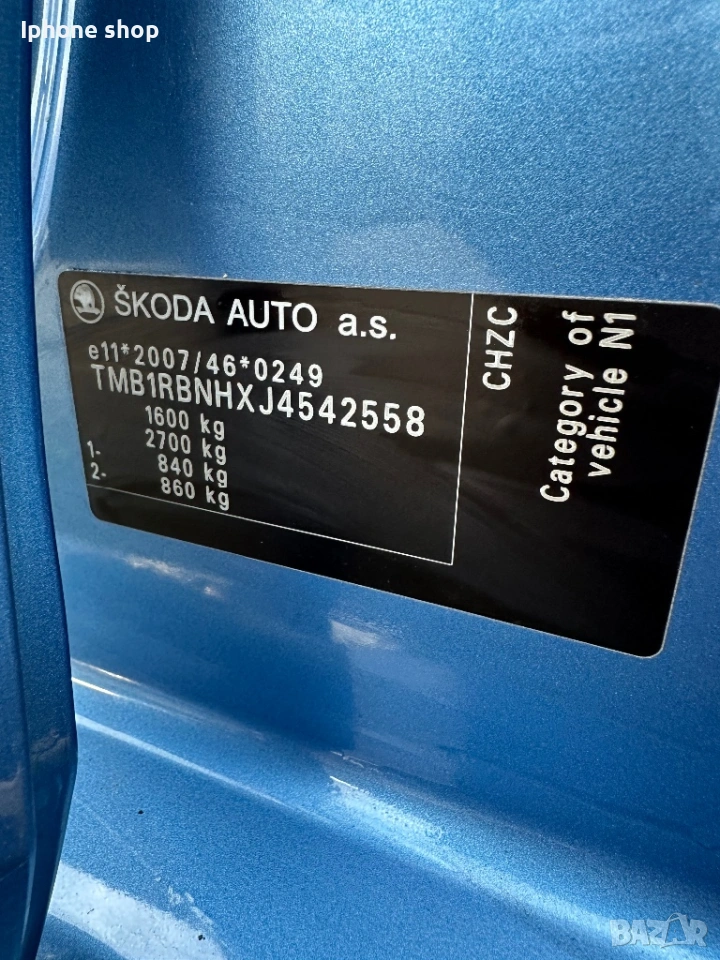 Iphone shop
ŠKODA AUTO a.s.
e11*2007/46*0249
TMB1RBNHXJ4542558
1600 kg
2700 kg
1- 840 kg
2- 860 kg
CHZC
Category of
vehicle N1
BAZAR